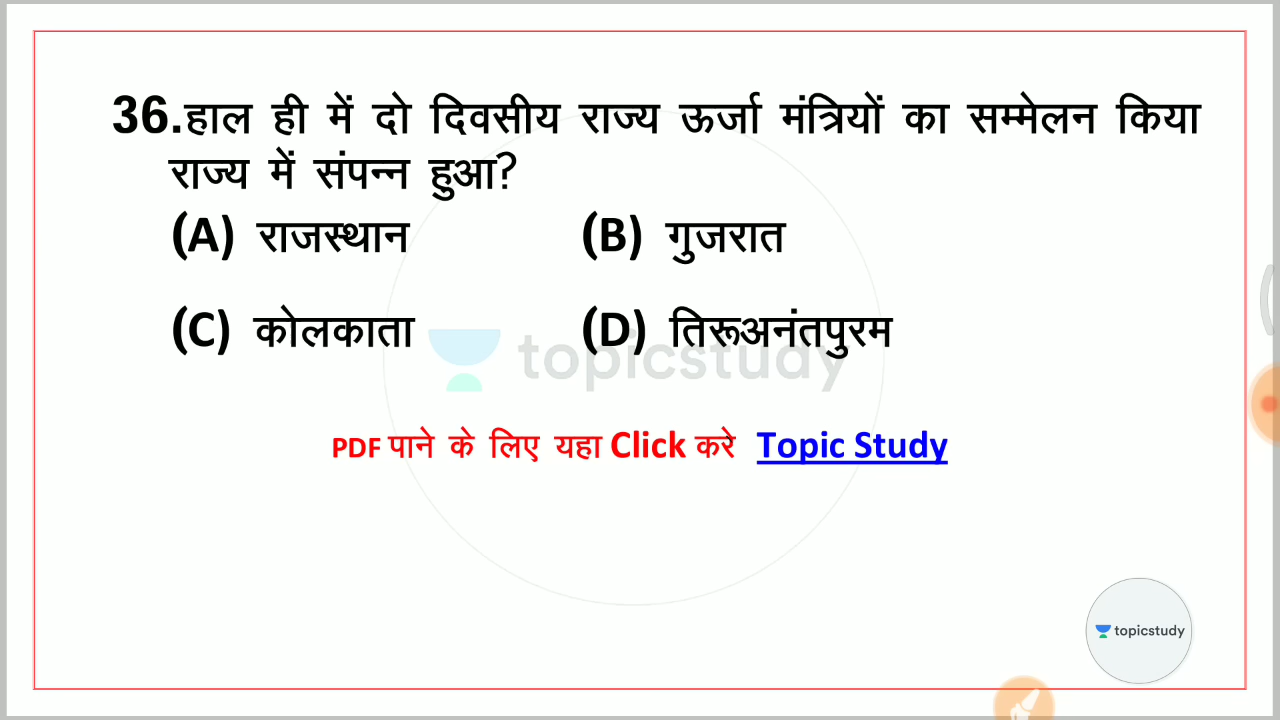 36.हाल ही में दो दिवसीय राज्य ऊर्जा मंत्रियों का सम्मेलन किया
राज्य में संपन्न हुआ?
(A) राजस्थान (B) गुजरात
(C) कोलकाता (D) तिरूअनंतपुरम
topicstudy
PDF पाने के लिए यहा Click करे Topic Study
topicstudy